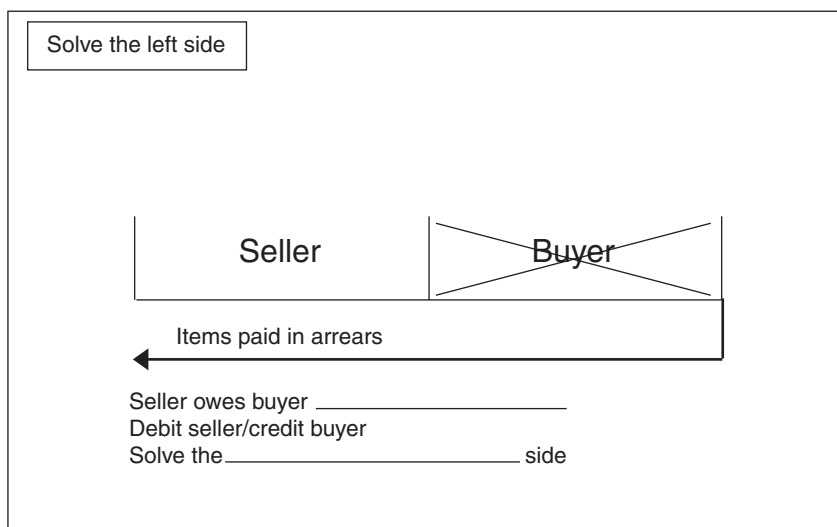 Solve the left side
Seller Buyer
Items paid in arrears
Seller owes buyer
Debit seller/credit buyer
Solve the side